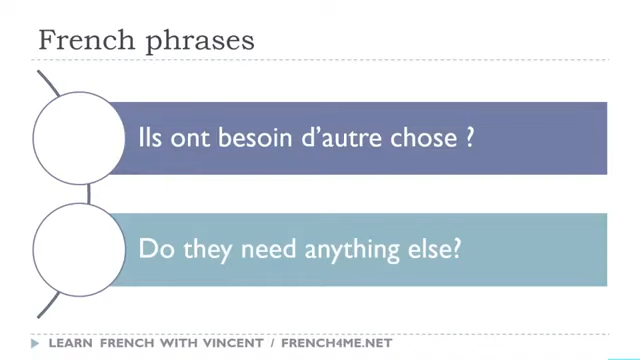 French phrases
Ils ont besoin d'autre chose ?
Do they need anything else?
LEARN FRENCH WITH VINCENT / FRENCH4ME.NET